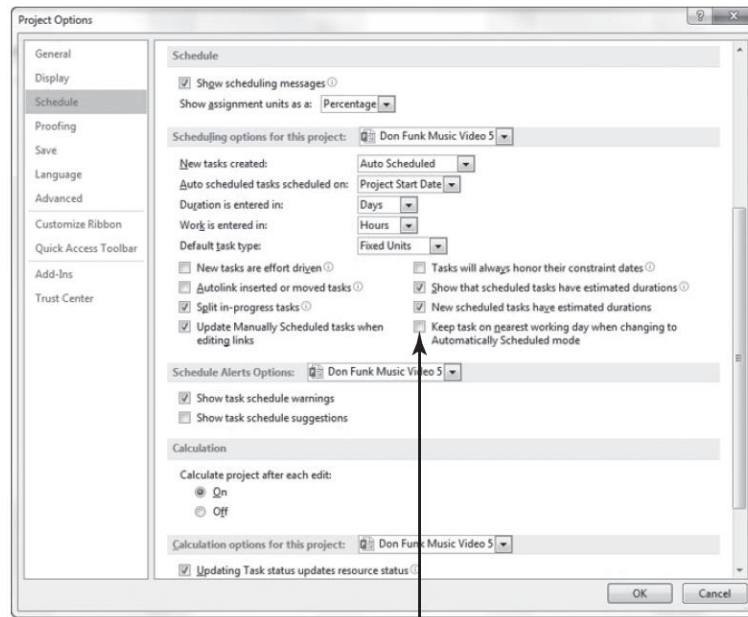 Project Options
General
Display
Schedule
Proofing
Save
Language
Advanced
Customize Ribbon
Quick Access Toolbar
Add-Ins
Trust Center
Schedule
Show scheduling messages
Show assignment units as a: Percentage
Scheduling options for this project: Don Funk Music Video 5
New tasks created: Auto Scheduled
Auto scheduled tasks scheduled on: Project Start Date
Duration is entered in: Days
Work is entered in: Hours
Default task type: Fixed Units
New tasks are effort driven
Autolink inserted or moved tasks
Split in-progress tasks
Update Manually Scheduled tasks when
editing links
Tasks will always honor their constraint dates
Show that scheduled tasks have estimated durations
New scheduled tasks have estimated durations
Keep task on nearest working day when changing to
Automatically Scheduled mode
Schedule Alerts Options: Don Funk Music Video 5
Show task schedule warnings
Show task schedule suggestions
Calculation
Calculate project after each edit:
On
Off
Calculation options for this project: Don Funk Music Video 5
Updating Task status updates resource status
OK Cancel